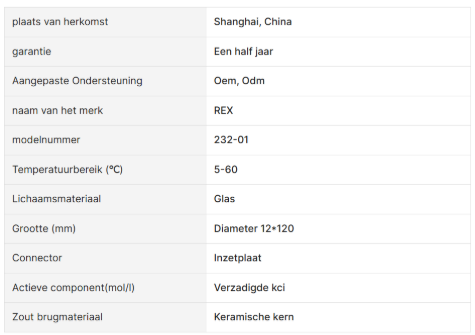 plaats van herkomst Shanghai, China
garantie Een half jaar
Aangepaste Ondersteuning Oem, Odm
naam van het merk REX
modelnummer 232-01
Temperatuurbereik (℃) 5-60
Lichaamsmateriaal Glas
Grootte (mm) Diameter 12*120
Connector Inzetplaat
Actieve component(mol/l) Verzadigde kci
Zout brugmateriaal Keramische kern